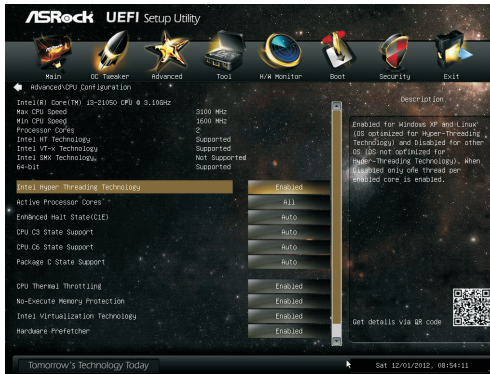 ASRock UEFI Setup Utility
Main OC Tweaker Advanced Tool H/W Monitor Boot Security Exit
Advanced\CPU Configuration
Description
Intel(R) Core(TM) i3-2105O CPU @ 3.10GHz
Max CPU Speed 3100 MHz
Min CPU Speed 1600 MHz
Processor Cores 2
Intel HT Technology Supported
Intel VT-x Technology Supported
Intel SMX Technology Not Supported
64-bit Supported
Enabled for Windows XP and Linux
(OS optimized for Hyper-Threading
Technology) and Disabled for other
OS (OS not optimized for
Hyper-Threading Technology). When
Disabled only one thread per
enabled core is enabled.
Intel Hyper Threading Technology Enabled
Active Processor Cores All
Enhanced Halt State(C1E) Auto
CPU C3 State Support Auto
CPU C6 State Support Auto
Package C State Support Auto
CPU Thermal Throttling Enabled
No-Execute Memory Protection Enabled
Intel Virtualization Technology Enabled
Hardware Prefetcher Enabled
Get details via QR code
Tomorrow's Technology Today
Sat 12/01/2012, 08:54:11